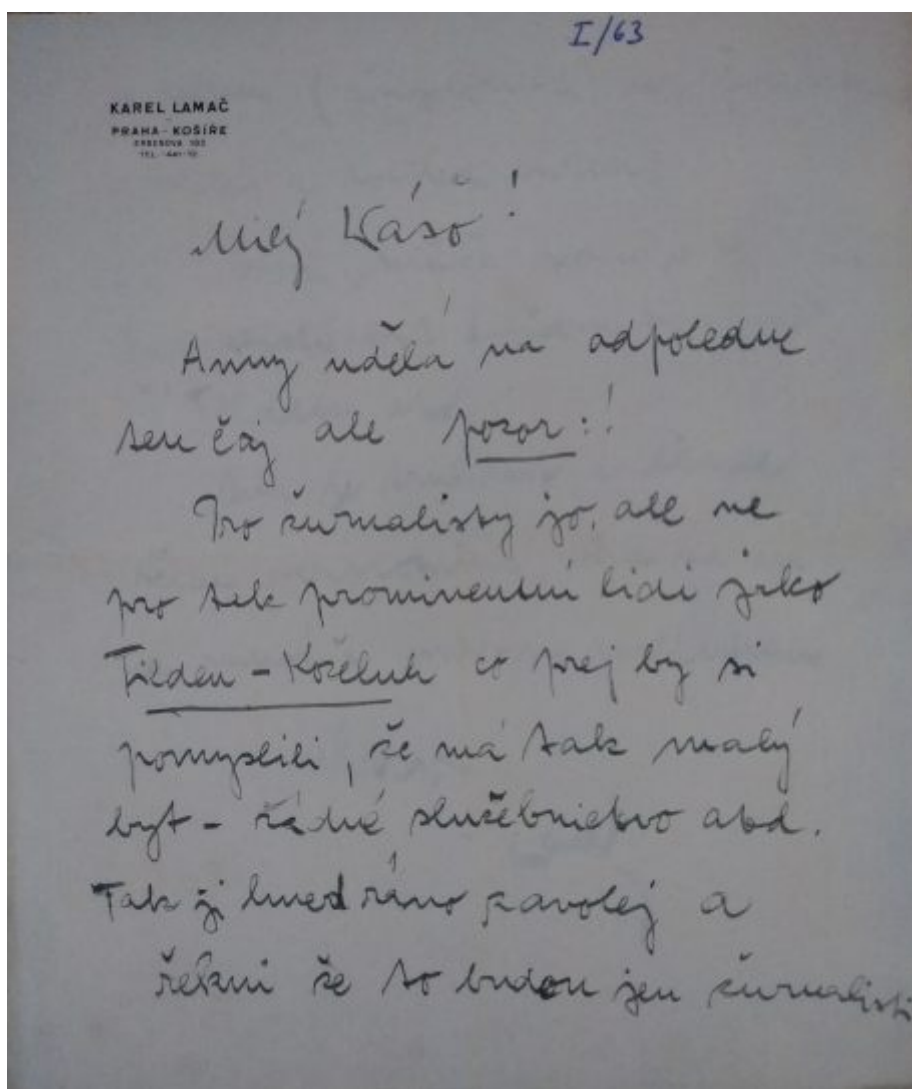 I/63
KAREL LAMAČ
PRAHA - KOŠÍŘE
Milý Wášo!
Anny udělá na odpoledne
ten čaj ale pozor:!
Pro žurnalisty jo, ale ne
pro tak prominentní lidi jako
Tilden - Koželuh co prej by si
pomyslili, že má tak malý
byt - žádné služebnictvo atd.
Tak jí hned ráno zavolej a
řekni že to budou jen žurnalisti